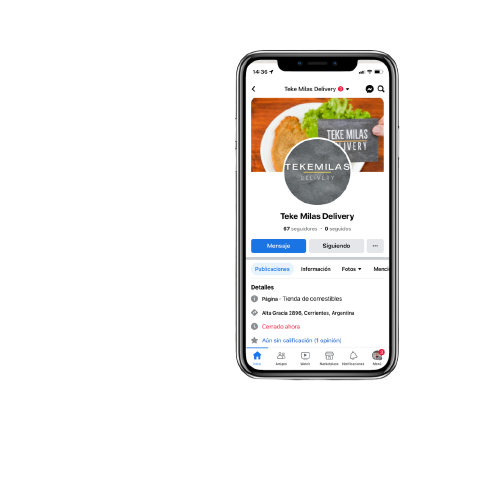 14:36
Teke Milas Delivery
TEKE MILAS
DELIVERY
TEKEMILAS
DELIVERY
Teke Milas Delivery
67 seguidores • 0 seguidos
Mensaje
Siguiendo
Publicaciones
Información
Fotos
Menci
Detalles
Página · Tienda de comestibles
Alta Gracia 2896, Corrientes, Argentina
Cerrado ahora
Aún sin calificación (1 opinión)
Inicio
Amigos
Watch
Marketplace
Notificaciones
Menú